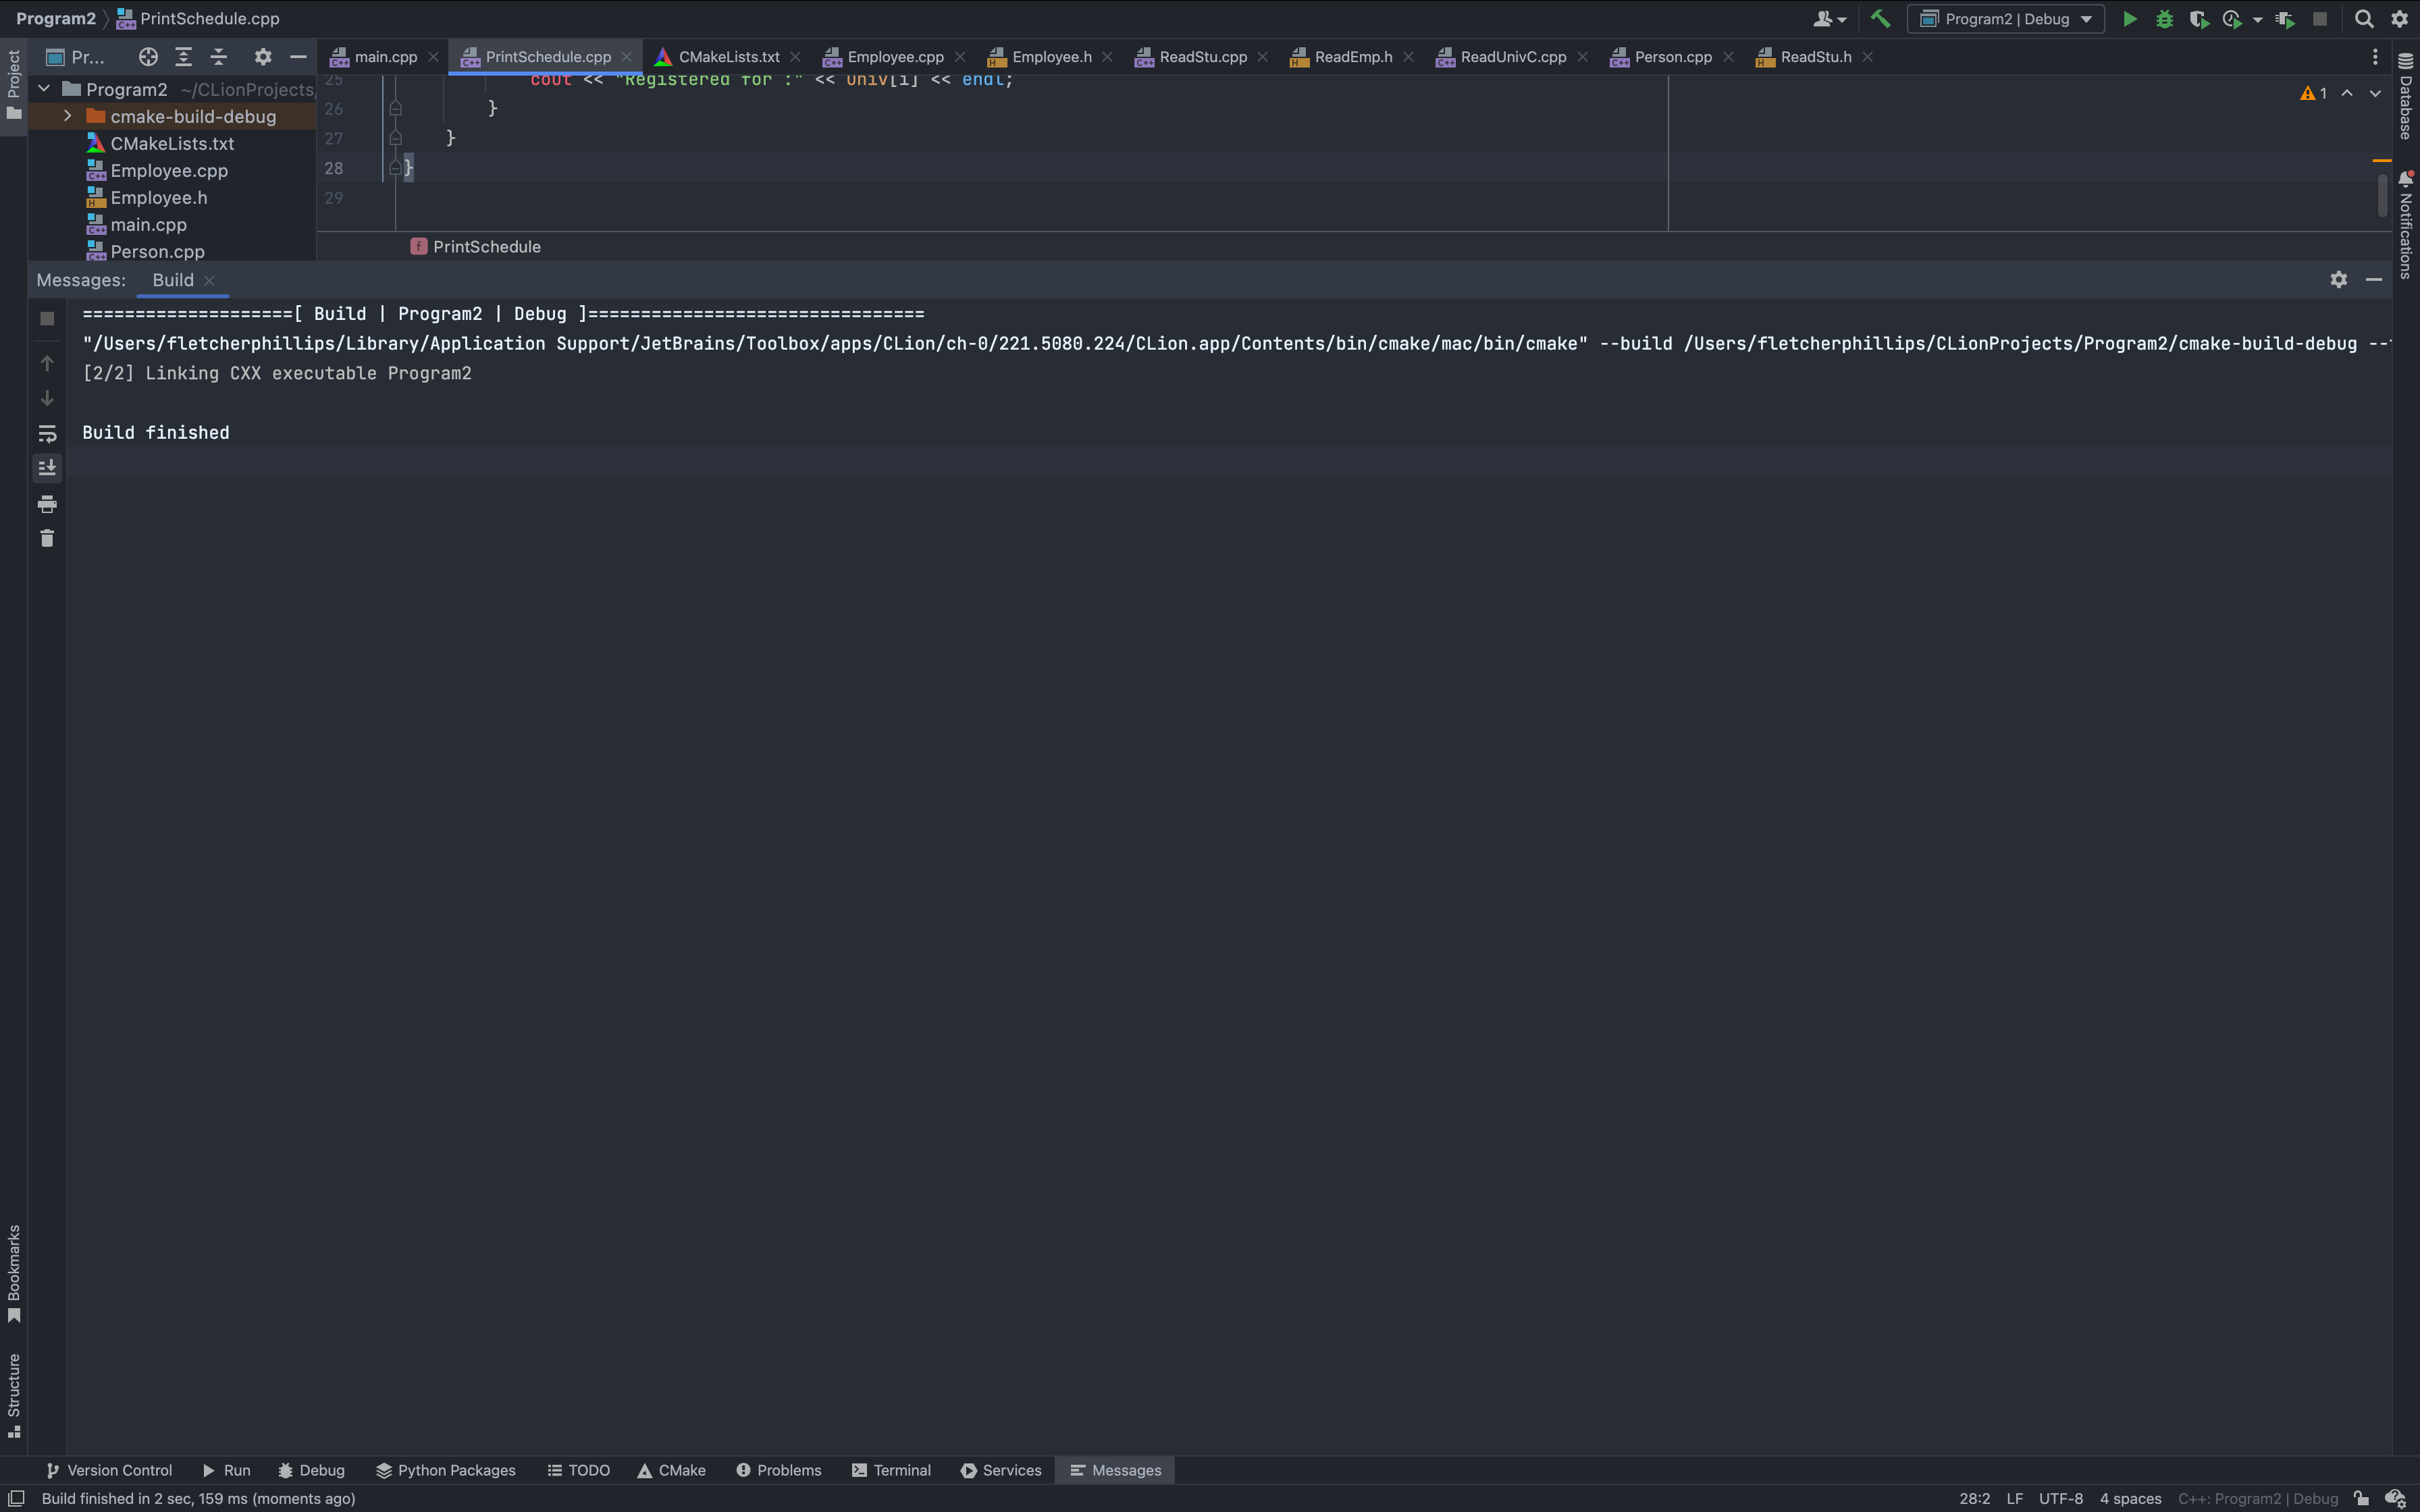 Program2 PrintSchedule.cpp
Program2 | Debug
Project
Pr...
main.cpp
PrintSchedule.cpp
CMakeLists.txt
Employee.cpp
Employee.h
ReadStu.cpp
ReadEmp.h
ReadUnivC.cpp
Person.cpp
ReadStu.h
Program2 ~/CLionProjects
cmake-build-debug
CMakeLists.txt
Employee.cpp
Employee.h
main.cpp
Person.cpp
25 cout << "Registered for :" << Univ[i] << endl;
26 }
27 }
28 }
29
1
PrintSchedule
Database
Notifications
Messages: Build
====================[ Build | Program2 | Debug ]================================
"/Users/fletcherphillips/Library/Application Support/JetBrains/Toolbox/apps/CLion/ch-0/221.5080.224/CLion.app/Contents/bin/cmake/mac/bin/cmake" --build /Users/fletcherphillips/CLionProjects/Program2/cmake-build-debug
[2/2] Linking CXX executable Program2
Build finished
Bookmarks
Structure
Version Control Run Debug Python Packages TODO CMake Problems Terminal Services Messages
Build finished in 2 sec, 159 ms (moments ago)
28:2 LF UTF-8 4 spaces C++: Program2 | Debug